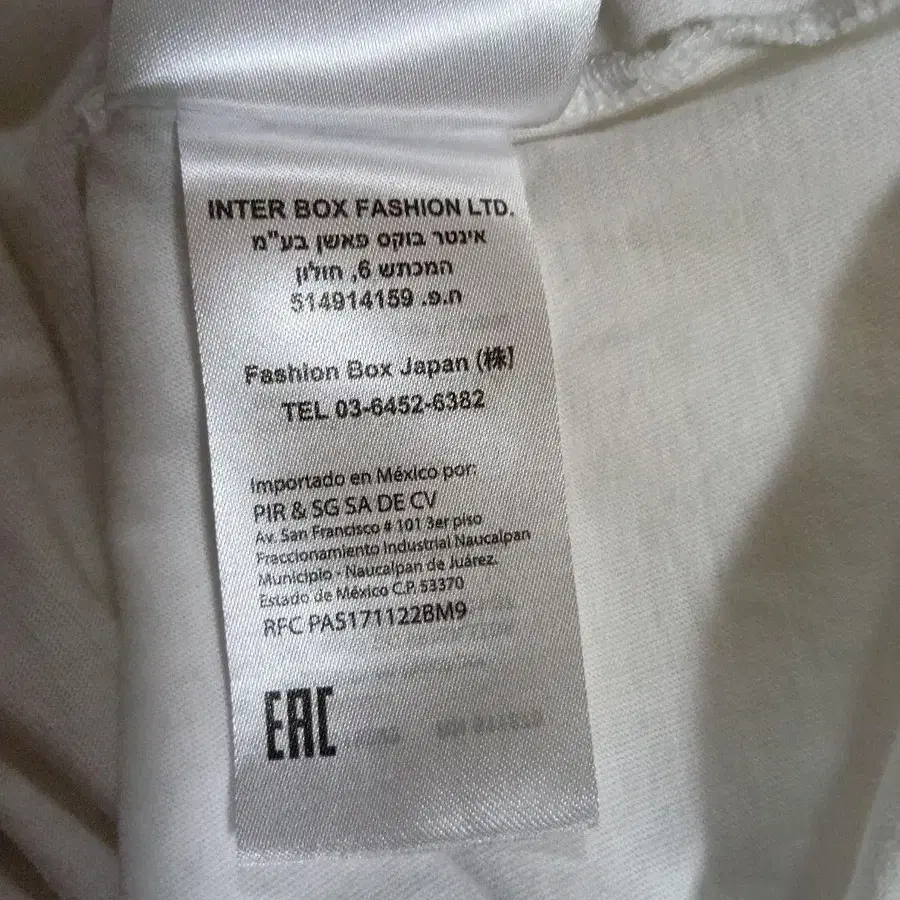 INTER BOX FASHION LTD.
אינטר בוקס פאשן בע"מ
המכתש 6, חולון
ח.פ. 514914159
Fashion Box Japan (株)
TEL 03-6452-6382
Importado en México por:
PIR & SG SA DE CV
Av. San Francisco # 101 3er piso
Fraccionamiento Industrial Naucalpan
Municipio - Naucalpan de Juárez.
Estado de México C.P. 53370
RFC PAS171122BM9
EAC